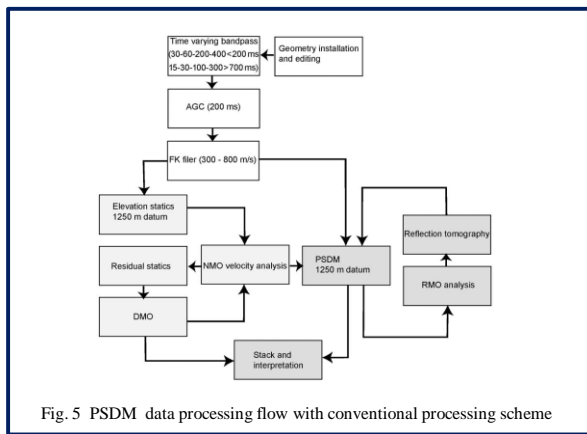 Time varying bandpass
(30-60-200-400<200 ms
15-30-100-300>700 ms)
Geometry installation
and editing
AGC (200 ms)
FK filer (300 - 800 m/s)
Elevation statics
1250 m datum
Reflection tomography
Residual statics
NMO velocity analysis
PSDM
1250 m datum
RMO analysis
DMO
Stack and
interpretation
Fig. 5 PSDM data processing flow with conventional processing scheme